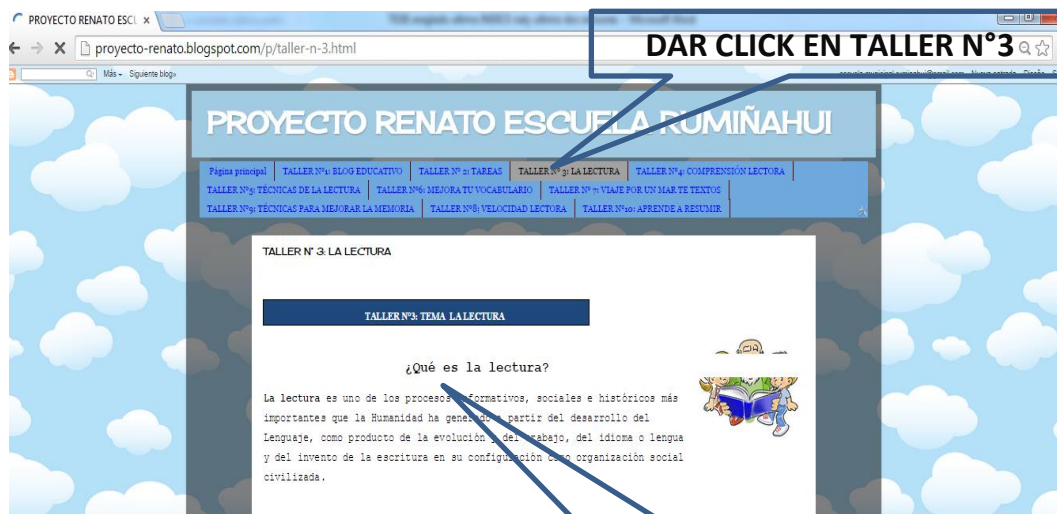 PROYECTO RENATO ESCU
proyecto-renato.blogspot.com/p/taller-n-3.html
DAR CLICK EN TALLER N°3
Más Siguiente blog»
PROYECTO RENATO ESCUELA RUMIÑAHUI
Página principal TALLER Nº1: BLOG EDUCATIVO TALLER Nº 2: TAREAS TALLER Nº 3: LA LECTURA TALLER Nº4: COMPRENSIÓN LECTORA
TALLER Nº5: TÉCNICAS DE LA LECTURA TALLER Nº6: MEJORA TU VOCABULARIO TALLER Nº 7: VIAJE POR UN MAR TE TEXTOS
TALLER Nº9: TÉCNICAS PARA MEJORAR LA MEMORIA TALLER Nº8: VELOCIDAD LECTORA TALLER Nº10: APRENDE A RESUMIR
TALLER N° 3: LA LECTURA
TALLER Nº3: TEMA LA LECTURA
¿Qué es la lectura?
La lectura es uno de los procesos informativos, sociales e históricos más
importantes que la Humanidad ha generado a partir del desarrollo del
Lenguaje, como producto de la evolución y del trabajo, del idioma o lengua
y del invento de la escritura en su configuración como organización social
civilizada.